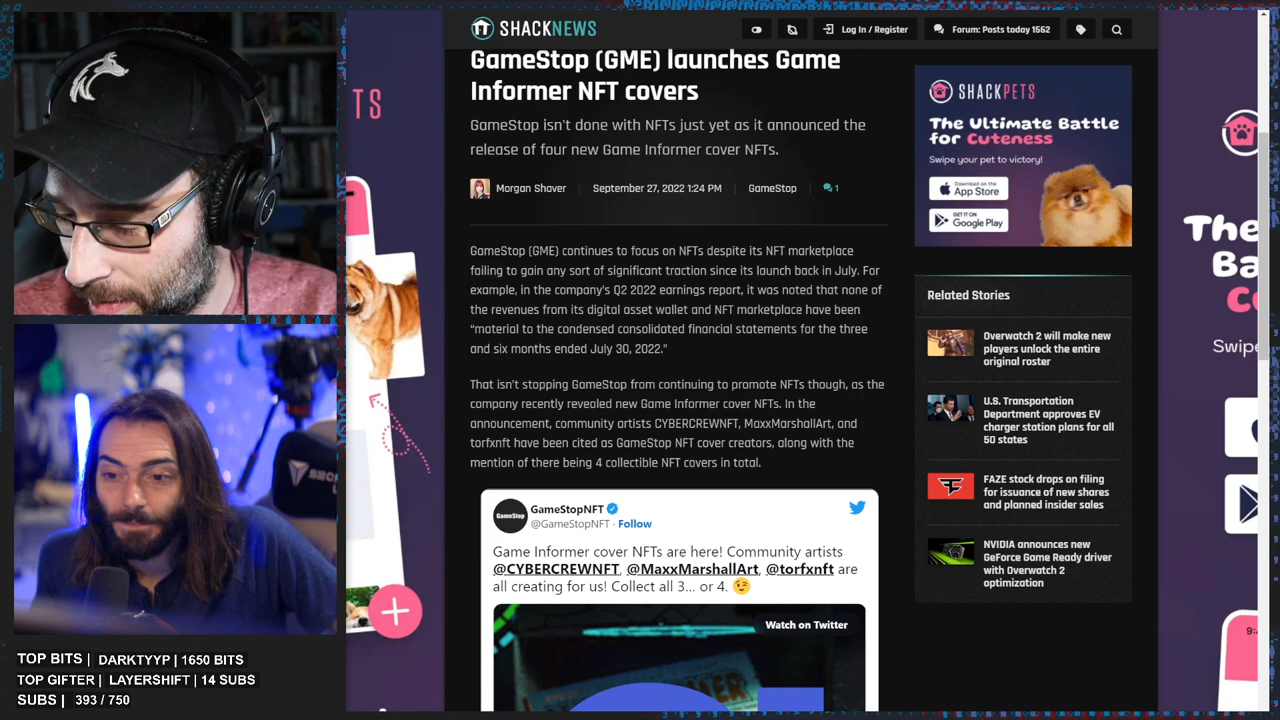 SHACKNEWS
Log In / Register
Forum: Posts today 1562
GameStop (GME) launches Game
Informer NFT covers
GameStop isn't done with NFTs just yet as it announced the
release of four new Game Informer cover NFTs.
Morgan Shaver
September 27, 2022 1:24 PM
GameStop
1
GameStop (GME) continues to focus on NFTs despite its NFT marketplace
failing to gain any sort of significant traction since its launch back in July. For
example, in the company's Q2 2022 earnings report, it was noted that none of
the revenues from its digital asset wallet and NFT marketplace have been
“material to the condensed consolidated financial statements for the three
and six months ended July 30, 2022.”
That isn't stopping GameStop from continuing to promote NFTs though, as the
company recently revealed new Game Informer cover NFTs. In the
announcement, community artists CYBERCREWNFT, MaxxMarshallArt, and
torfxnft have been cited as GameStop NFT cover creators, along with the
mention of there being 4 collectible NFT covers in total.
GameStop
GameStopNFT
@GameStopNFT · Follow
Game Informer cover NFTs are here! Community artists
@CYBERCREWNFT, @MaxxMarshallArt, @torfxnft are
all creating for us! Collect all 3... or 4. 😉
Watch on Twitter
SHACKPETS
The Ultimate Battle
for Cuteness
Swipe your pet to victory!
Download on the
App Store
GET IT ON
Google Play
Related Stories
Overwatch 2 will make new
players unlock the entire
original roster
U.S. Transportation
Department approves EV
charger station plans for all
50 states
FAZE stock drops on filing
for issuance of new shares
and planned insider sales
NVIDIA announces new
GeForce Game Ready driver
with Overwatch 2
optimization
TS
The
Ba
C
Swipe
9:
TOP BITS | DARKTYYP | 1650 BITS
TOP GIFTER | LAYERSHIFT | 14 SUBS
SUBS | 393 / 750